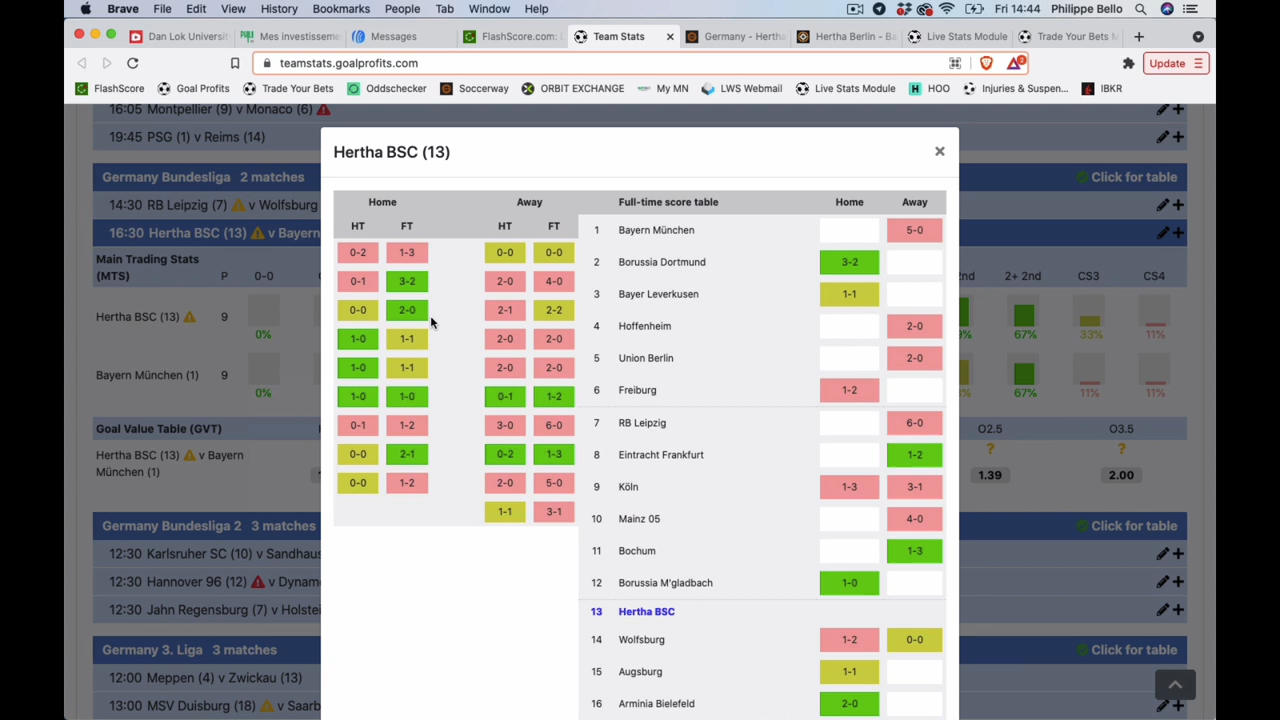 Brave File Edit View History Bookmarks People Tab Window Help Fri 14:44 Philippe Bello
Dan Lok Universit Mes investisseme Messages FlashScore.com: Team Stats Germany - Hertha Hertha Berlin - Ba Live Stats Module Trade Your Bets M
teamstats.goalprofits.com 2 Update
FlashScore Goal Profits Trade Your Bets Oddschecker Soccerway ORBIT EXCHANGE My MN LWS Webmail Live Stats Module HOO Injuries & Suspen... IBKR
16:05 Montpellier (9) v Monaco (6)
19:45 PSG (1) v Reims (14)
Germany Bundesliga 2 matches Click for table
14:30 RB Leipzig (7) v Wolfsburg
16:30 Hertha BSC (13) v Bayern
Main Trading Stats
(MTS) P 0-0 2nd 2+ 2nd CS3 CS4
Hertha BSC (13) 9
0% 67% 33% 11%
Bayern München (1) 9
0% 67% 11% 11%
Goal Value Table (GVT) O2.5 O3.5
Hertha BSC (13) v Bayern ? ?
München (1) 1.39 2.00
Germany Bundesliga 2 3 matches Click for table
12:30 Karlsruher SC (10) v Sandhaus
12:30 Hannover 96 (12) v Dynam
12:30 Jahn Regensburg (7) v Holstei
Germany 3. Liga 3 matches Click for table
12:00 Meppen (4) v Zwickau (13)
13:00 MSV Duisburg (18) v Saarb
Hertha BSC (13) ×
Home Away
HT FT HT FT
0-2 1-3 0-0 0-0
0-1 3-2 2-0 4-0
0-0 2-0 2-1 2-2
1-0 1-1 2-0 2-0
1-0 1-1 2-0 2-0
1-0 1-0 0-1 1-2
0-1 1-2 3-0 6-0
0-0 2-1 0-2 1-3
0-0 1-2 2-0 5-0
1-1 3-1
Full-time score table Home Away
1 Bayern München 5-0
2 Borussia Dortmund 3-2
3 Bayer Leverkusen 1-1
4 Hoffenheim 2-0
5 Union Berlin 2-0
6 Freiburg 1-2
7 RB Leipzig 6-0
8 Eintracht Frankfurt 1-2
9 Köln 1-3 3-1
10 Mainz 05 4-0
11 Bochum 1-3
12 Borussia M'gladbach 1-0
13 Hertha BSC
14 Wolfsburg 1-2 0-0
15 Augsburg 1-1
16 Arminia Bielefeld 2-0